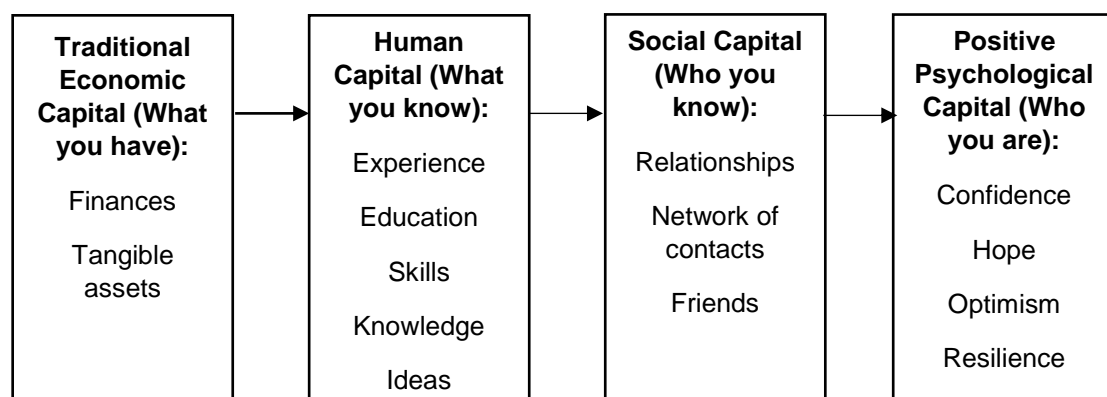 Traditional
Economic
Capital (What
you have):
Finances
Tangible
assets
Human
Capital (What
you know):
Experience
Education
Skills
Knowledge
Ideas
Social Capital
(Who you
know):
Relationships
Network of
contacts
Friends
Positive
Psychological
Capital (Who
you are):
Confidence
Hope
Optimism
Resilience